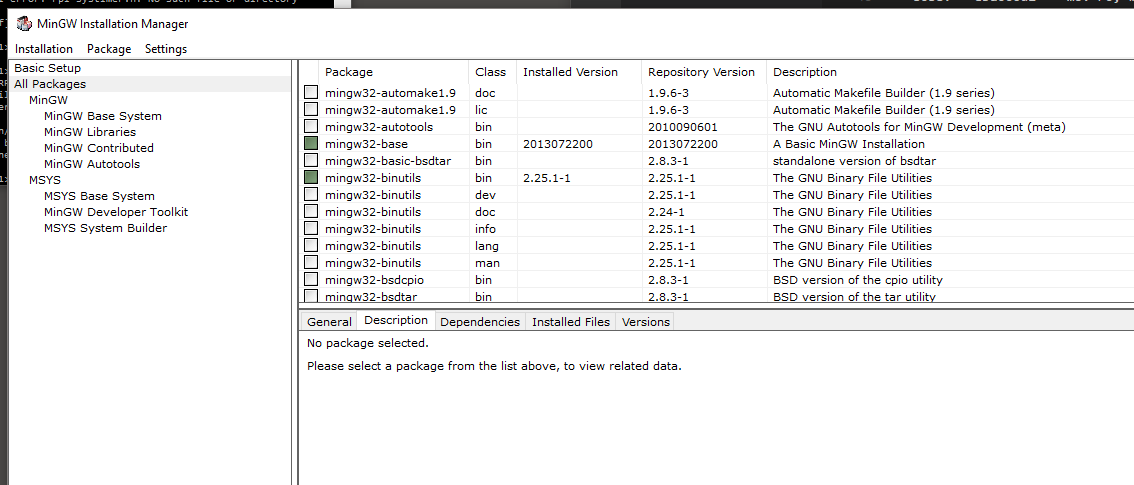 MinGW Installation Manager
Installation Package Settings
Basic Setup
All Packages
MinGW
MinGW Base System
MinGW Libraries
MinGW Contributed
MinGW Autotools
MSYS
MSYS Base System
MinGW Developer Toolkit
MSYS System Builder
Package Class Installed Version Repository Version Description
mingw32-automake1.9 doc 1.9.6-3 Automatic Makefile Builder (1.9 series)
mingw32-automake1.9 lic 1.9.6-3 Automatic Makefile Builder (1.9 series)
mingw32-autotools bin 2010090601 The GNU Autotools for MinGW Development (meta)
mingw32-base bin 2013072200 2013072200 A Basic MinGW Installation
mingw32-basic-bsdtar bin 2.8.3-1 standalone version of bsdtar
mingw32-binutils bin 2.25.1-1 2.25.1-1 The GNU Binary File Utilities
mingw32-binutils dev 2.25.1-1 The GNU Binary File Utilities
mingw32-binutils doc 2.24-1 The GNU Binary File Utilities
mingw32-binutils info 2.25.1-1 The GNU Binary File Utilities
mingw32-binutils lang 2.25.1-1 The GNU Binary File Utilities
mingw32-binutils man 2.25.1-1 The GNU Binary File Utilities
mingw32-bsdcpio bin 2.8.3-1 BSD version of the cpio utility
mingw32-bsdtar bin 2.8.3-1 BSD version of the tar utility
General Description Dependencies Installed Files Versions
No package selected.
Please select a package from the list above, to view related data.